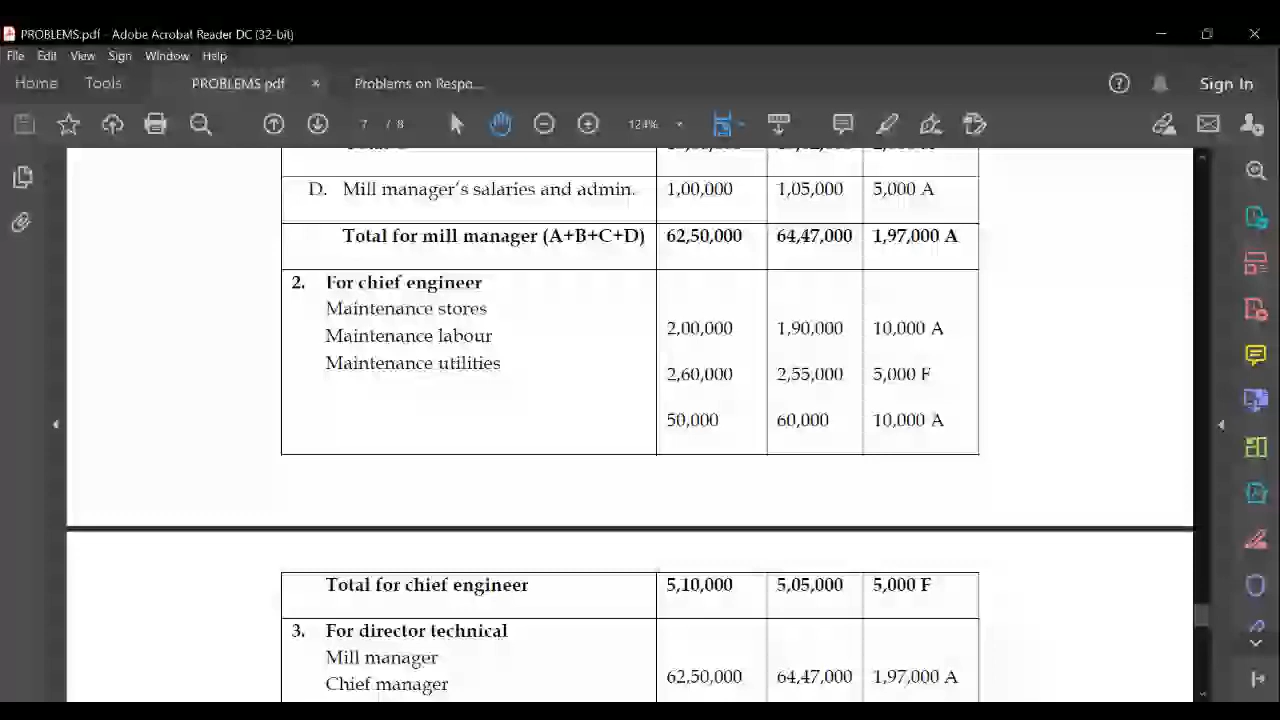 PROBLEMS.pdf - Adobe Acrobat Reader DC (32-bit)
File Edit View Sign Window Help
Home Tools PROBLEMS.pdf × Problems on Respo... Sign In
7 / 8 124%
D. Mill manager's salaries and admin. 1,00,000 1,05,000 5,000 A
Total for mill manager (A+B+C+D) 62,50,000 64,47,000 1,97,000 A
2. For chief engineer
Maintenance stores
2,00,000 1,90,000 10,000 A
Maintenance labour
Maintenance utilities
2,60,000 2,55,000 5,000 F
50,000 60,000 10,000 A
Total for chief engineer 5,10,000 5,05,000 5,000 F
3. For director technical
Mill manager
62,50,000 64,47,000 1,97,000 A
Chief manager